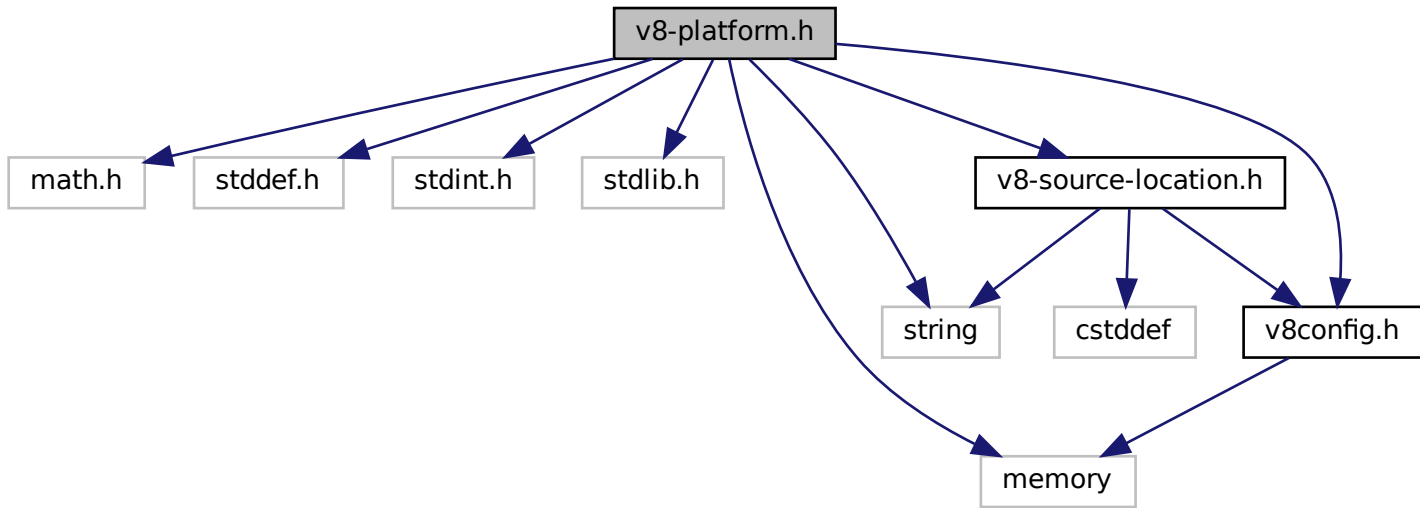 v8-platform.h
math.h
stddef.h
stdint.h
stdlib.h
v8-source-location.h
string
cstddef
v8config.h
memory